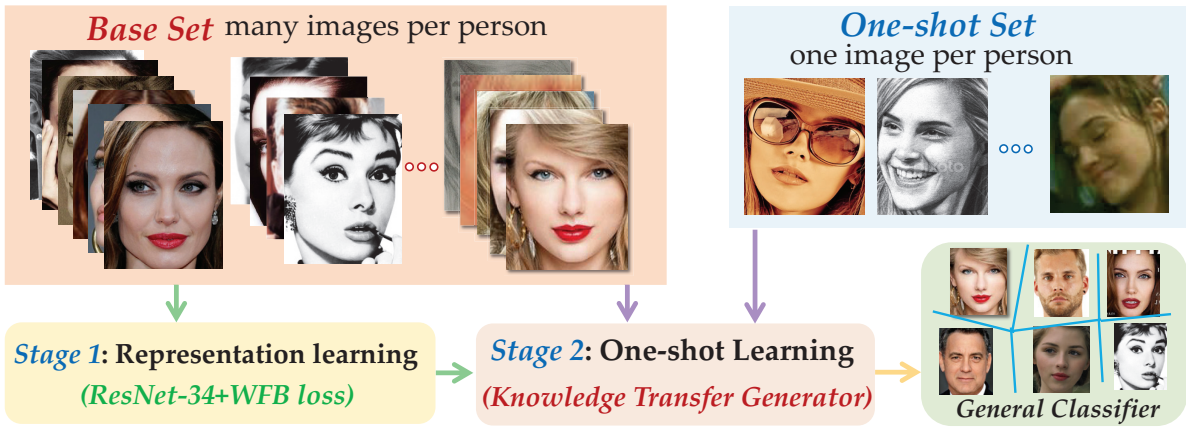 Base Set many images per person
One-shot Set
one image per person
Stage 1: Representation learning
(ResNet-34+WFB loss)
Stage 2: One-shot Learning
(Knowledge Transfer Generator)
General Classifier